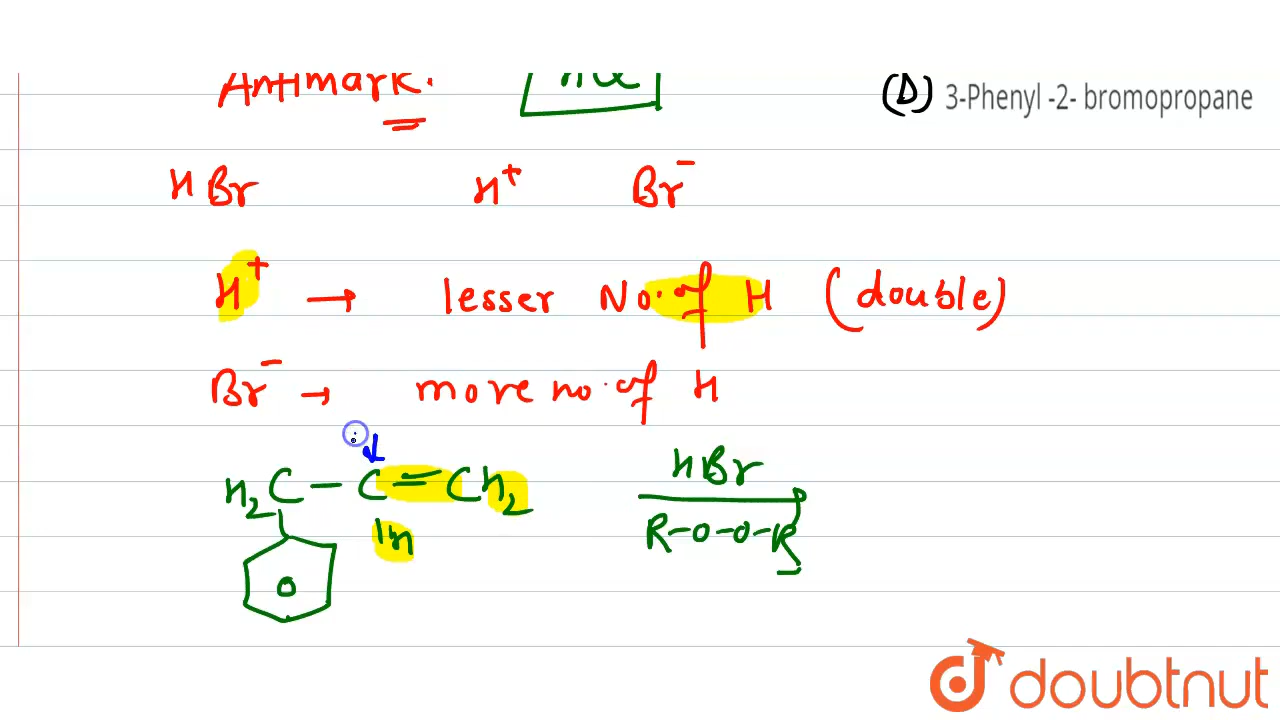 Antimark.
(D) 3-Phenyl -2- bromopropane
HBr H⁺ Br⁻
H⁺ → lesser No. of H (double)
Br⁻ → more no. of H
H₂C - C = CH₂ HBr
H R-O-O-R
doubtnut